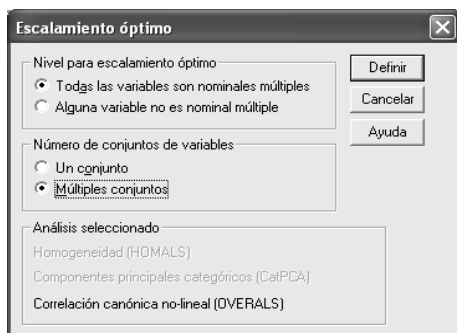 Escalamiento óptimo
Nivel para escalamiento óptimo
Todas las variables son nominales múltiples
Alguna variable no es nominal múltiple
Definir
Cancelar
Ayuda
Número de conjuntos de variables
Un conjunto
Múltiples conjuntos
Análisis seleccionado
Homogeneidad (HOMALS)
Componentes principales categóricos (CatPCA)
Correlación canónica no-lineal (OVERALS)